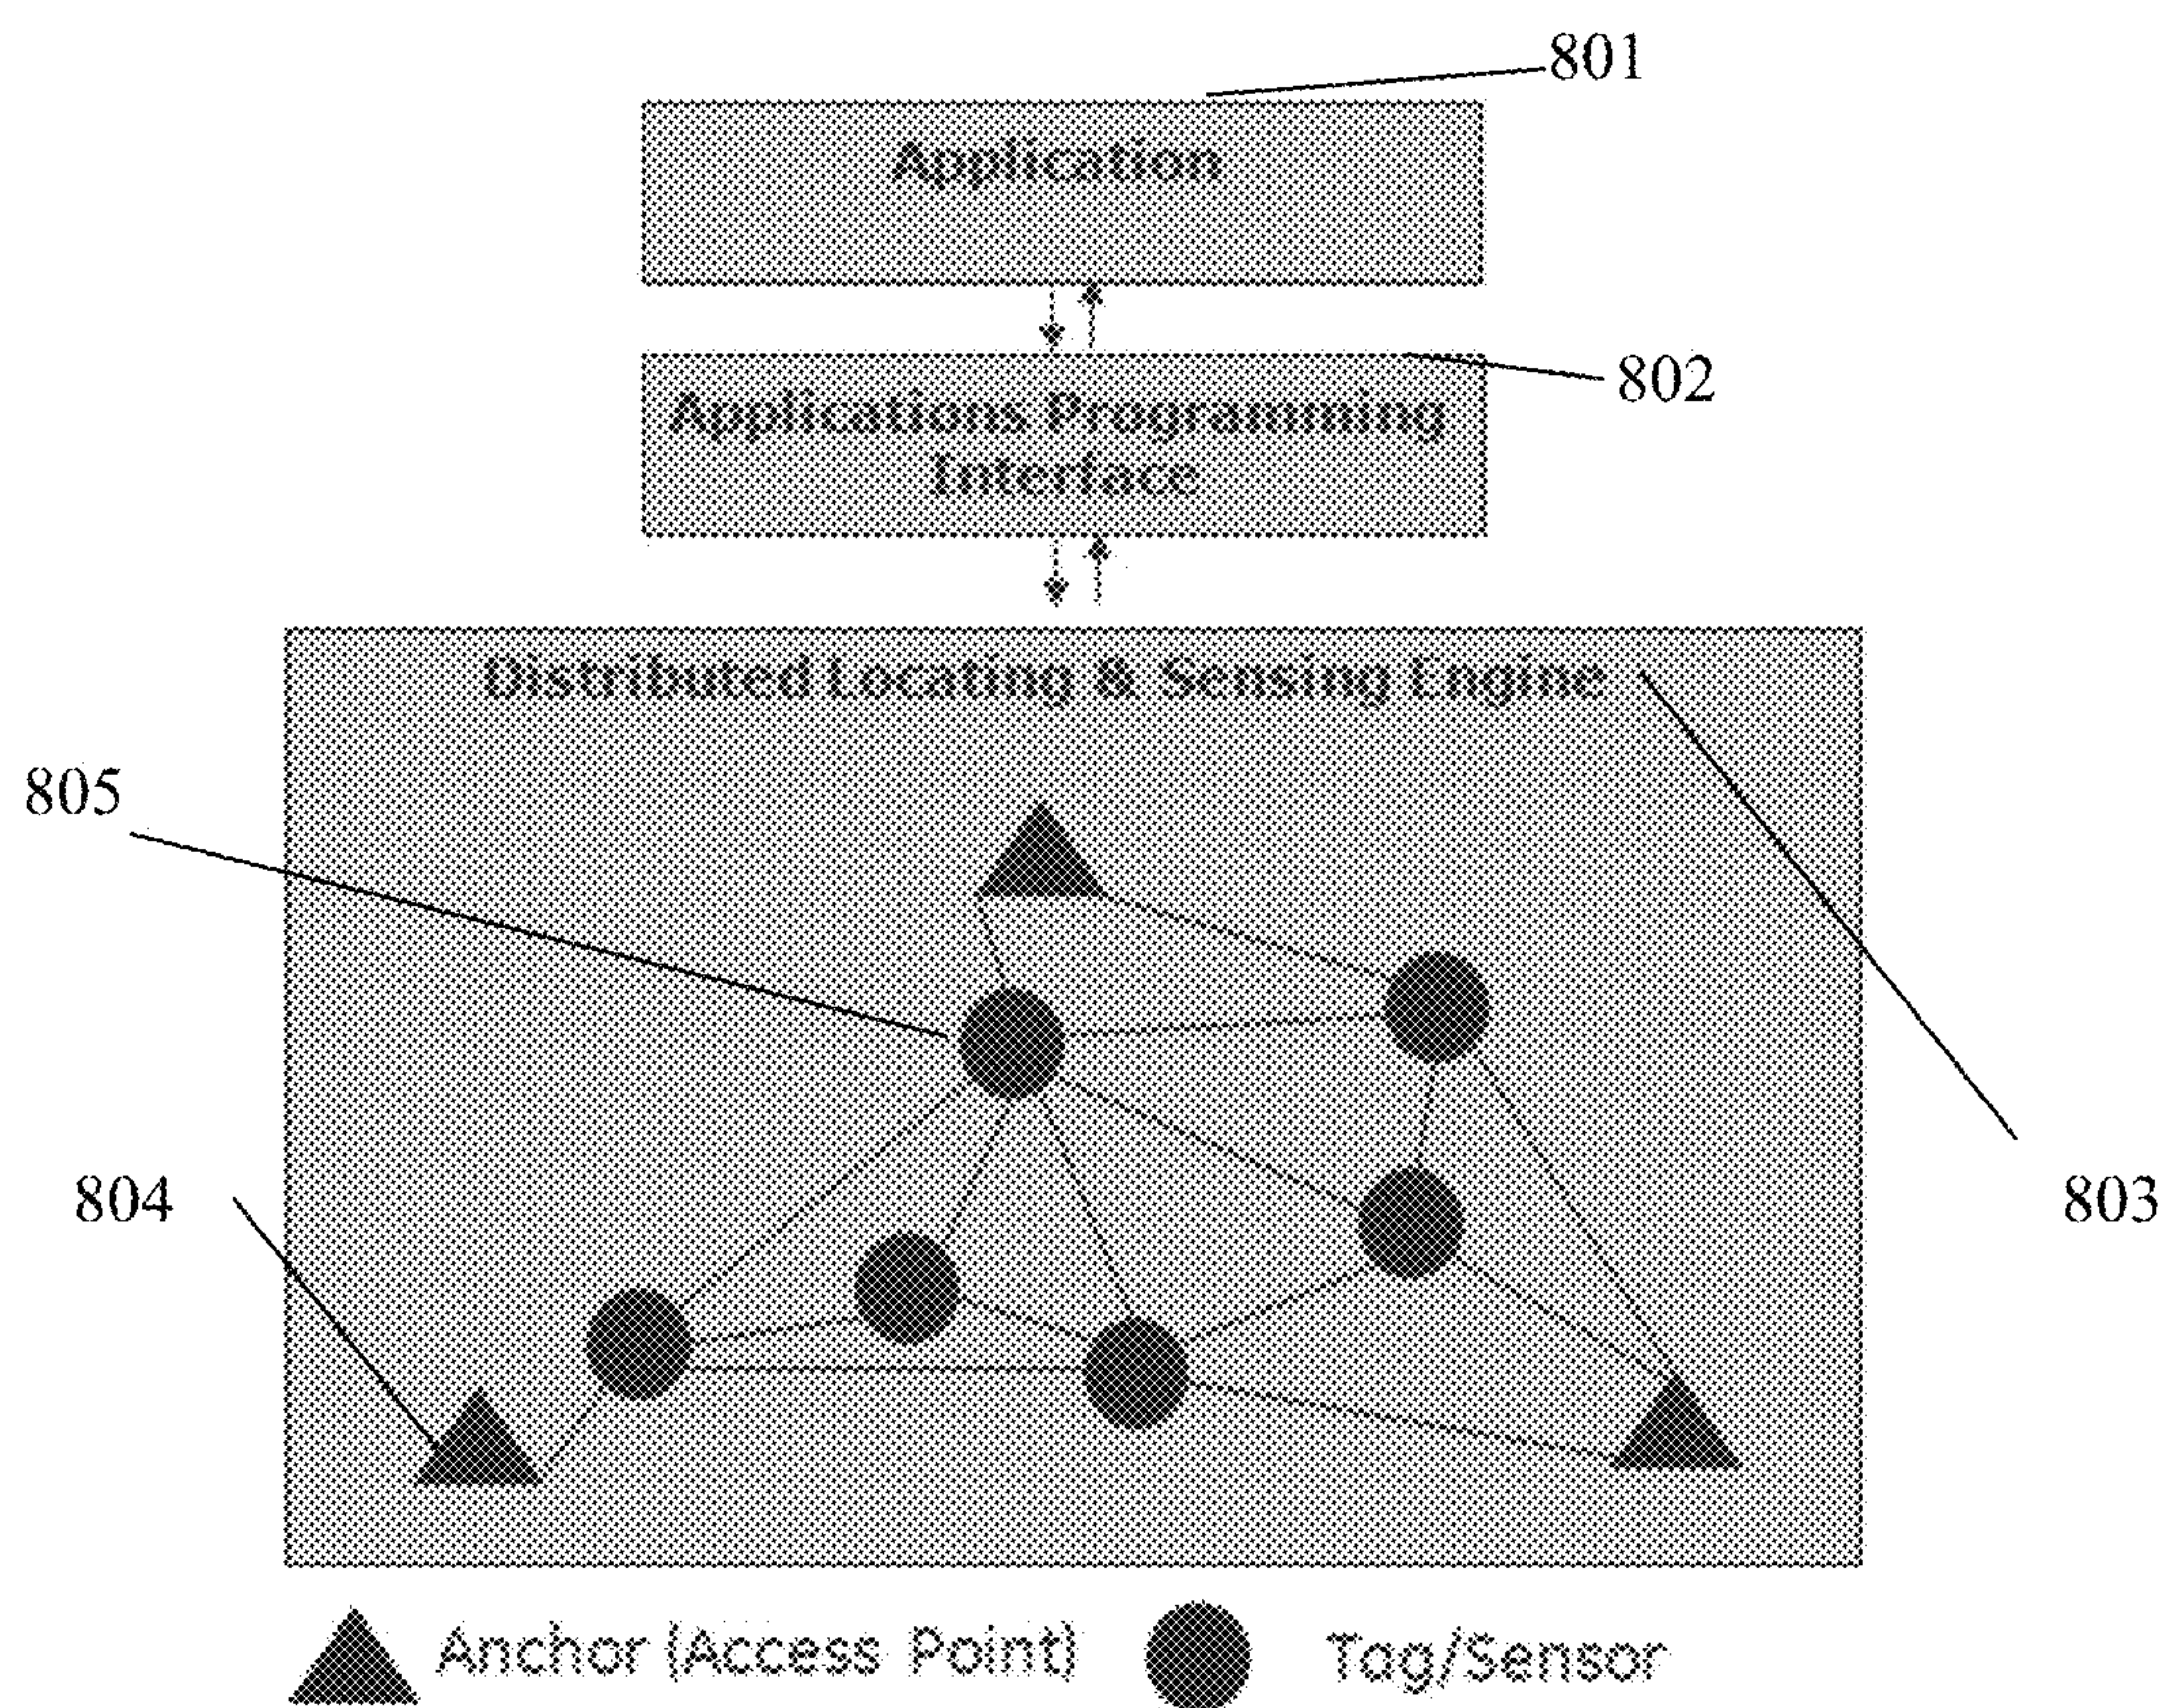 801
Application
802
Applications Programming
Interface
Distributed Locating & Sensing Engine
805
804
803
Anchor (Access Point)
Tag/Sensor